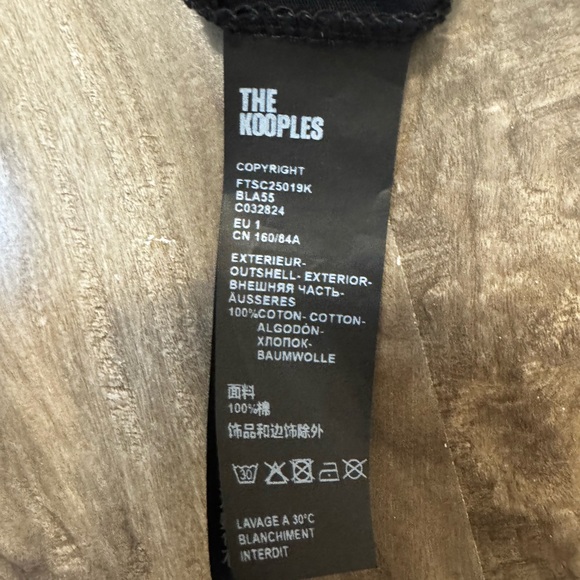 THE
KOOPLES
COPYRIGHT
FTSC25019K
BLA55
C032824
EU 1
CN 160/84A
EXTERIEUR-
OUTSHELL- EXTERIOR-
ВНЕШНЯЯ ЧАСТЬ-
ÄUSSERES
100%COTON- COTTON-
ALGODÓN-
ХЛОПОК-
BAUMWOLLE
面料
100%棉
饰品和边饰除外
30
LAVAGE A 30°C
BLANCHIMENT
INTERDIT